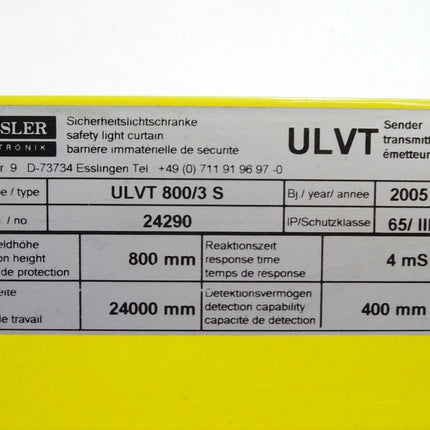 SLER
TRONIK
Sicherheitslichtschranke
safety light curtain
barrière immatérielle de sécurité
ULVT
Sender
transmitt
émetteur
r 9 D-73734 Esslingen Tel +49 (0) 711 91 96 97 -0
e / type
ULVT 800/3 S
Bj./ year/ année
2005
. / no.
24290
IP/Schutzklasse
65/ III
eldhöhe
on height
de protection
800 mm
Reaktionszeit
response time
temps de response
4 mS
eite
de travail
24000 mm
Detektionsvermögen
detection capability
capacité de détection
400 mm